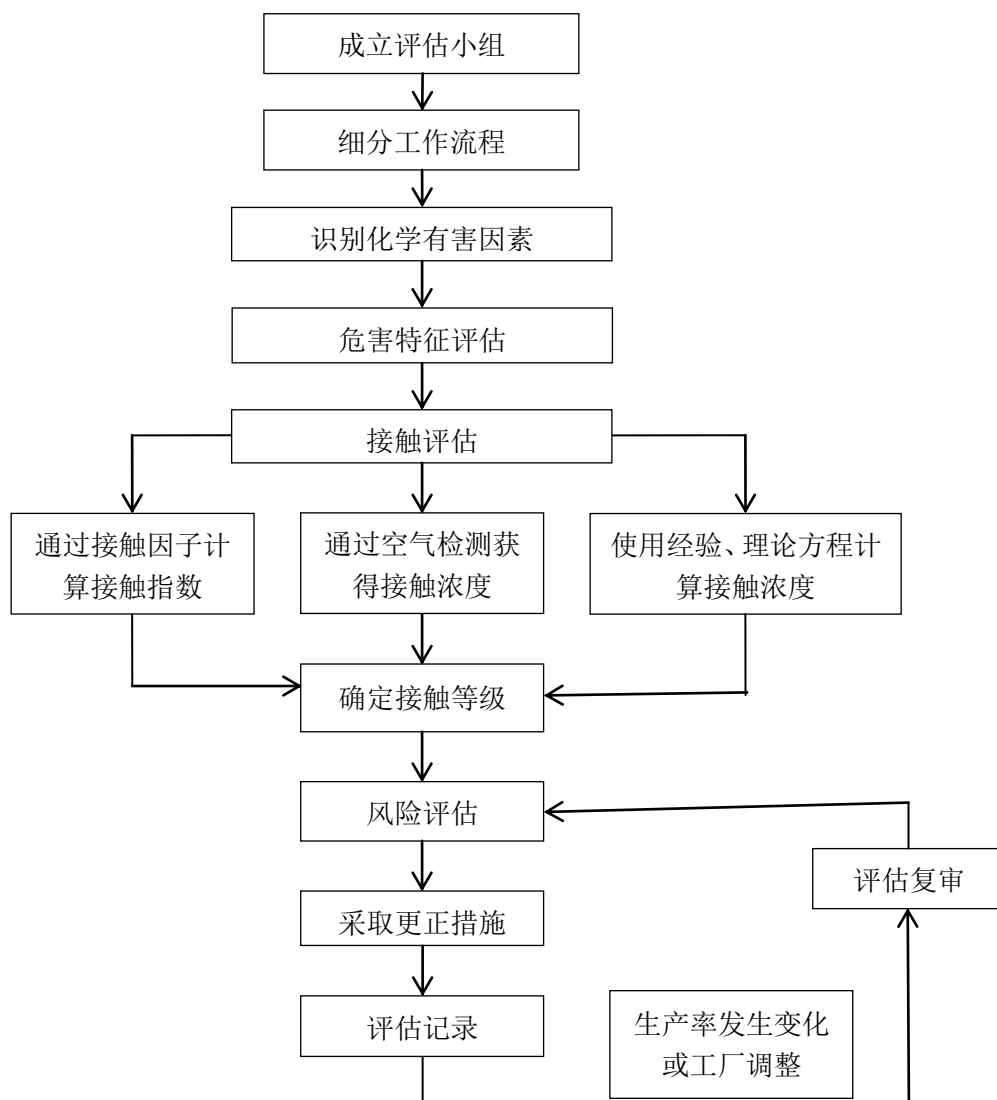 成立评估小组
细分工作流程
识别化学有害因素
危害特征评估
接触评估
通过接触因子计
算接触指数
通过空气检测获
得接触浓度
使用经验、理论方程计
算接触浓度
确定接触等级
风险评估
评估复审
采取更正措施
评估记录
生产率发生变化
或工厂调整